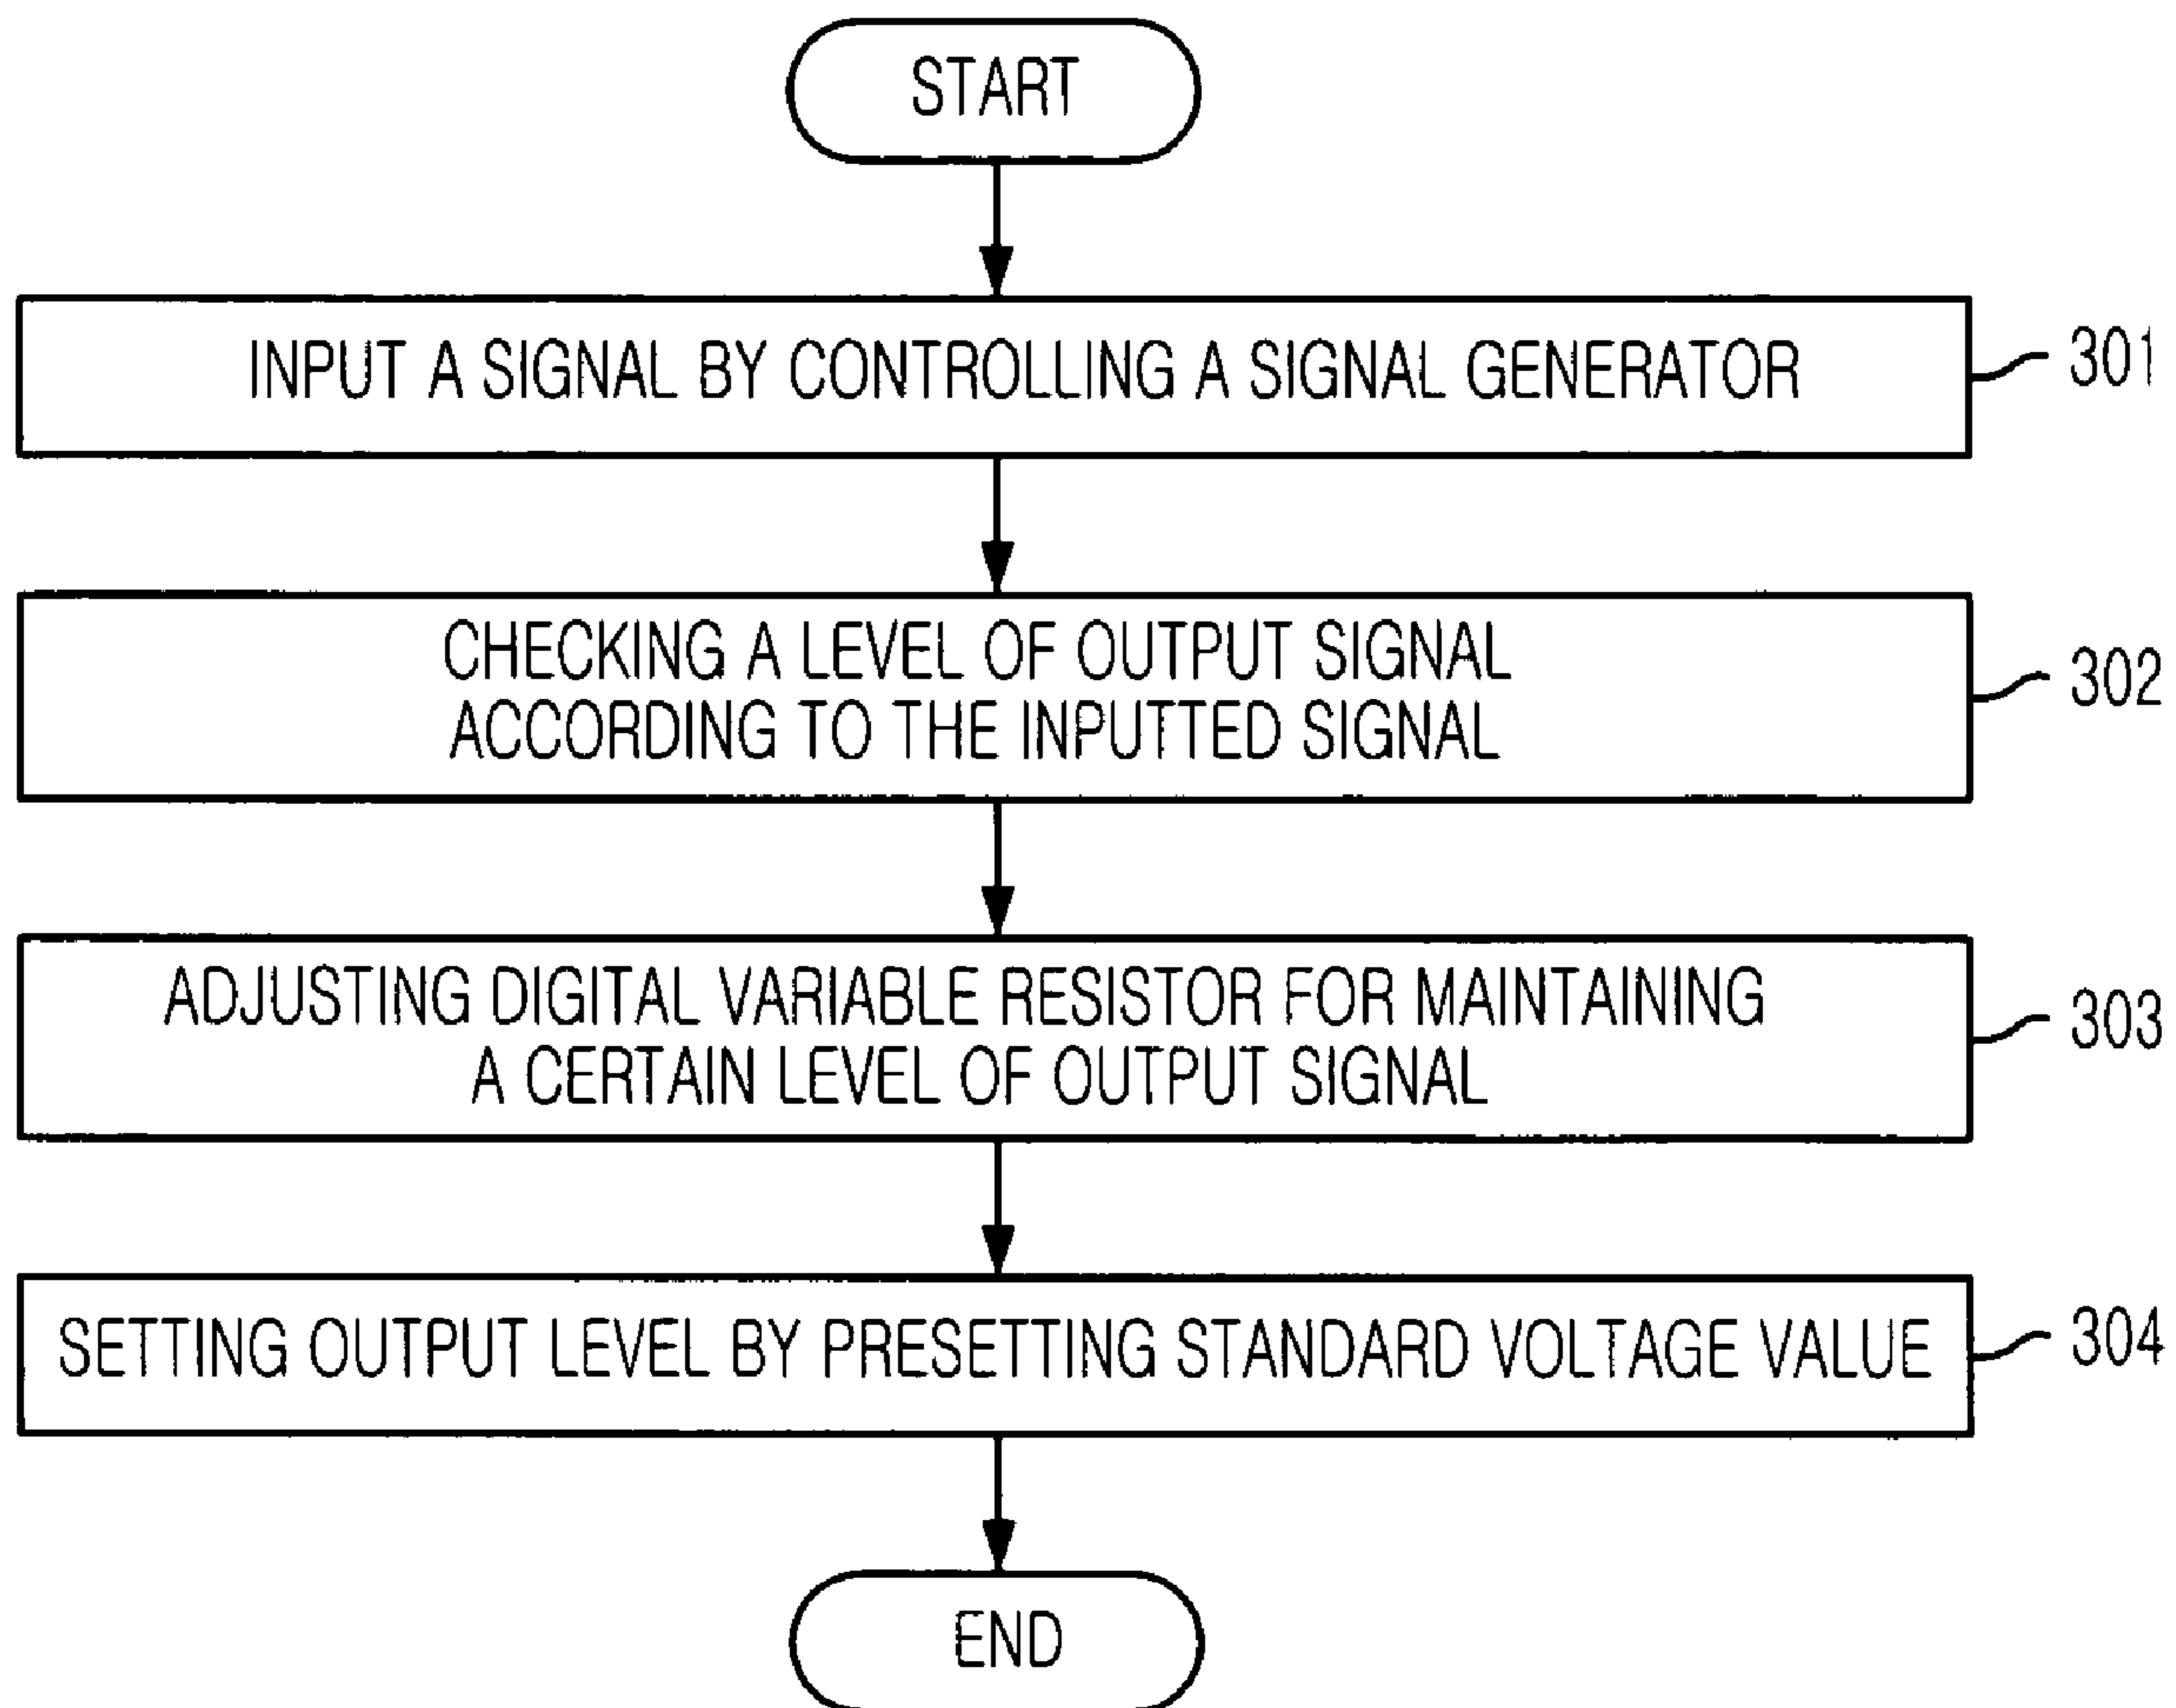 START
INPUT A SIGNAL BY CONTROLLING A SIGNAL GENERATOR
301
CHECKING A LEVEL OF OUTPUT SIGNAL
ACCORDING TO THE INPUTTED SIGNAL
302
ADJUSTING DIGITAL VARIABLE RESISTOR FOR MAINTAINING
A CERTAIN LEVEL OF OUTPUT SIGNAL
303
SETTING OUTPUT LEVEL BY PRESETTING STANDARD VOLTAGE VALUE
304
END